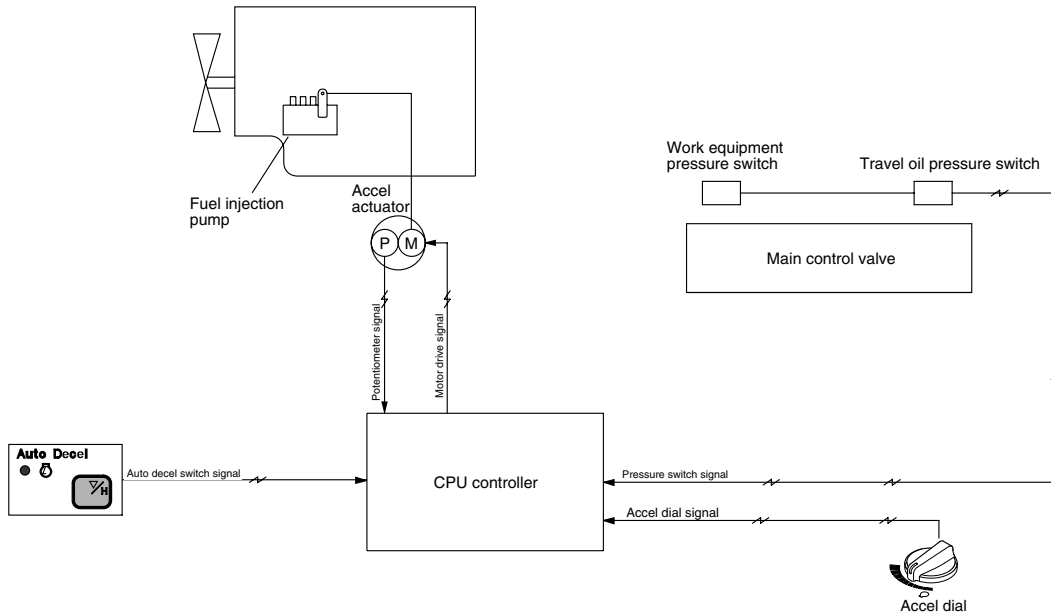 Fuel injection
pump
Accel
actuator
P
M
Work equipment
pressure switch
Travel oil pressure switch
Main control valve
Potentiometer signal
Motor drive signal
Auto Decel
H
Auto decel switch signal
CPU controller
Pressure switch signal
Accel dial signal
Accel dial